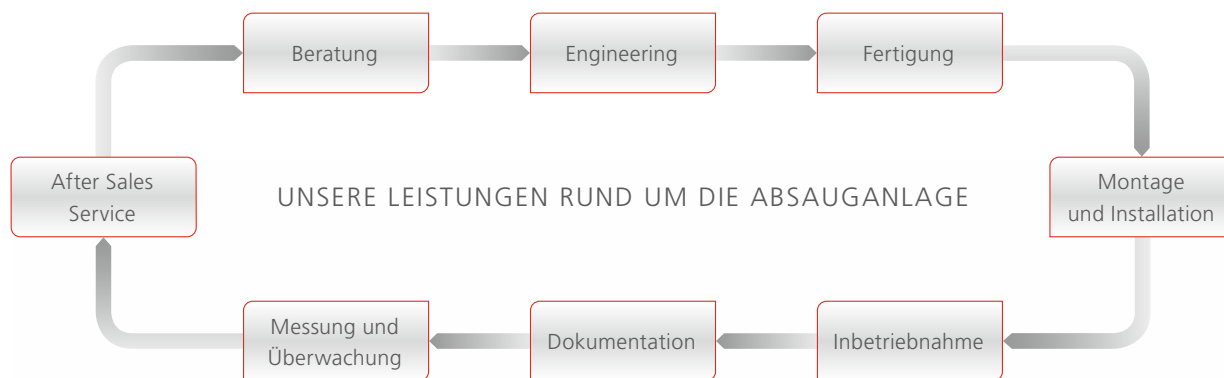 Beratung
Engineering
Fertigung
After Sales
Service
UNSERE LEISTUNGEN RUND UM DIE ABSAUGANLAGE
Montage
und Installation
Messung und
Überwachung
Dokumentation
Inbetriebnahme